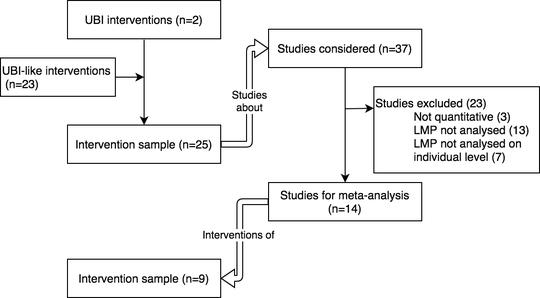 UBI interventions (n=2)
UBI-like interventions
(n=23)
Intervention sample (n=25)
Studies
about
Studies considered (n=37)
Studies excluded (23)
Not quantitative (3)
LMP not analysed (13)
LMP not analysed on
individual level (7)
Studies for meta-analysis
(n=14)
Interventions of
Intervention sample (n=9)